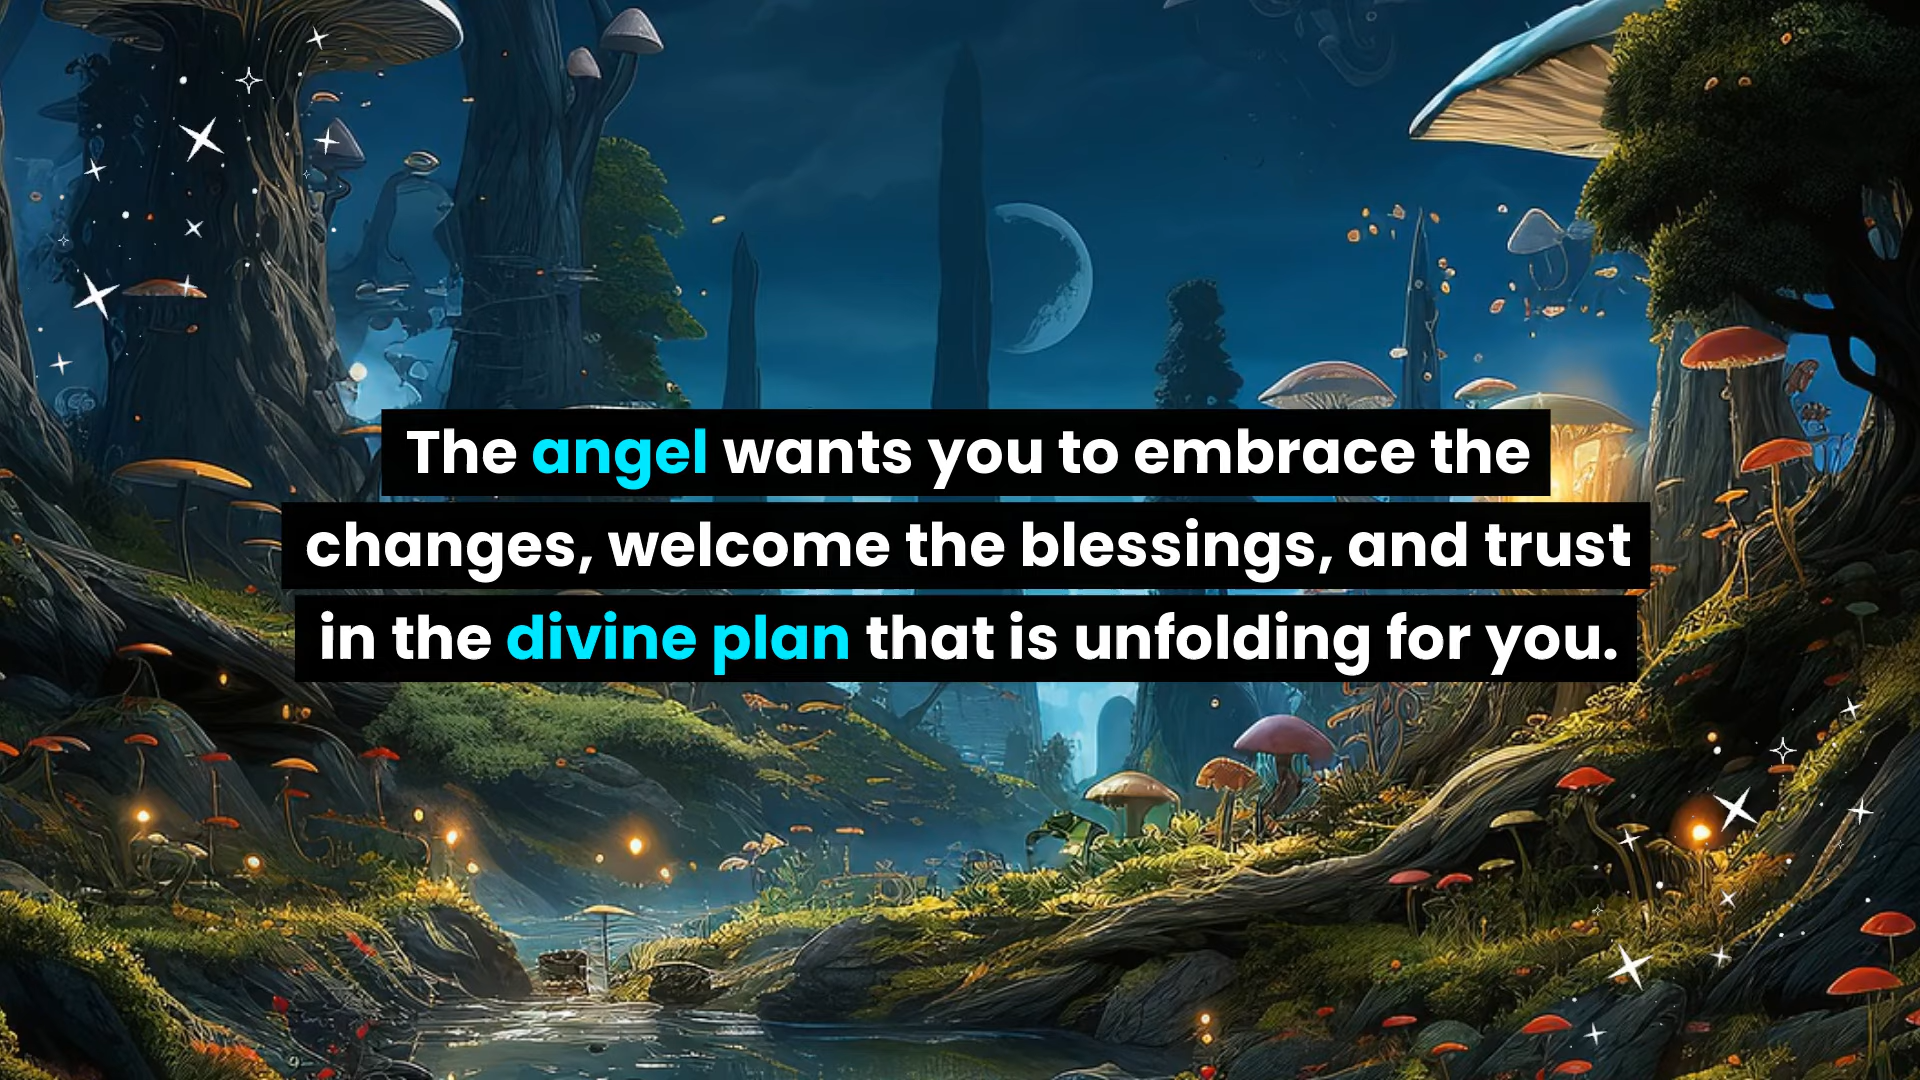 The angel wants you to embrace the
changes, welcome the blessings, and trust
in the divine plan that is unfolding for you.